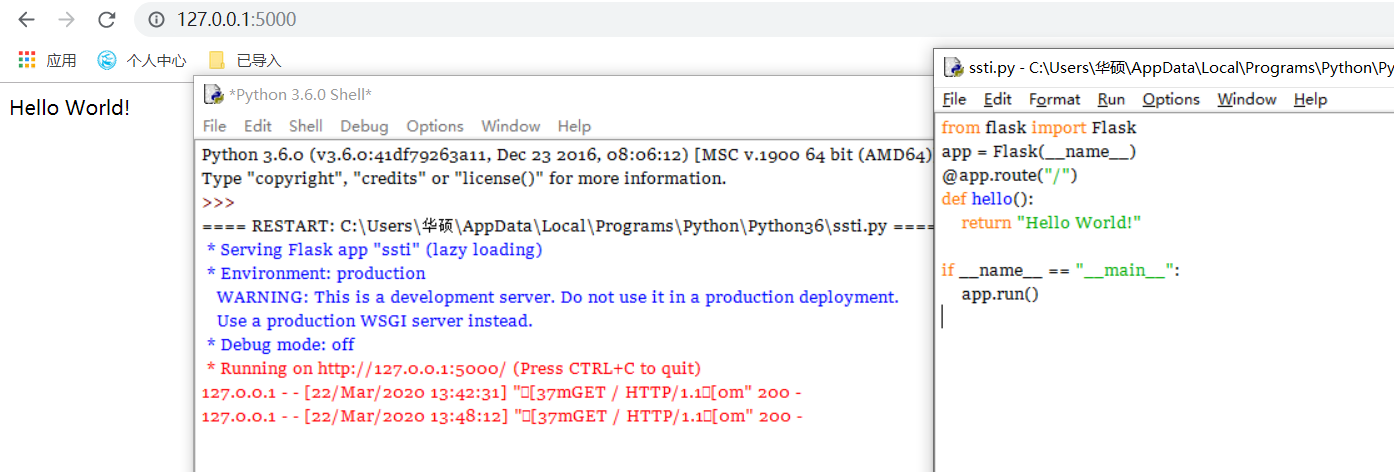 127.0.0.1:5000
应用 个人中心 已导入
Hello World!
*Python 3.6.0 Shell*
File Edit Shell Debug Options Window Help
Python 3.6.0 (v3.6.0:41df79263a11, Dec 23 2016, 08:06:12) [MSC v.1900 64 bit (AMD64)
Type "copyright", "credits" or "license()" for more information.
>>>
==== RESTART: C:\Users\华硕\AppData\Local\Programs\Python\Python36\ssti.py ====
* Serving Flask app "ssti" (lazy loading)
* Environment: production
WARNING: This is a development server. Do not use it in a production deployment.
Use a production WSGI server instead.
* Debug mode: off
* Running on http://127.0.0.1:5000/ (Press CTRL+C to quit)
127.0.0.1 - - [22/Mar/2020 13:42:31] "[37mGET / HTTP/1.1[0m" 200 -
127.0.0.1 - - [22/Mar/2020 13:48:12] "[37mGET / HTTP/1.1[0m" 200 -
ssti.py - C:\Users\华硕\AppData\Local\Programs\Python\Py
File Edit Format Run Options Window Help
from flask import Flask
app = Flask(__name__)
@app.route("/")
def hello():
return "Hello World!"
if __name__ == "__main__":
app.run()